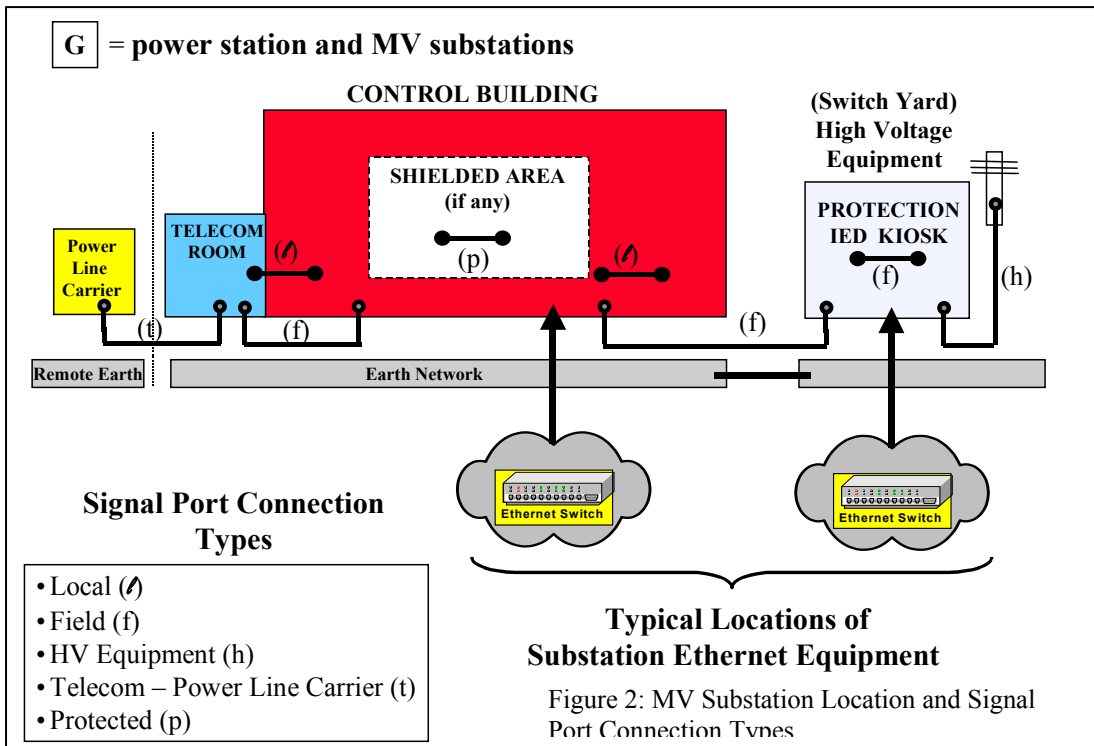 G = power station and MV substations
CONTROL BUILDING
(Switch Yard)
High Voltage
Equipment
SHIELDED AREA
(if any)
(p)
TELECOM
ROOM
(ℓ)
(ℓ)
PROTECTION
IED KIOSK
(f)
(h)
Power
Line
Carrier
(t)
(f)
(f)
Remote Earth
Earth Network
Ethernet Switch
Ethernet Switch
Signal Port Connection
Types
• Local (ℓ)
• Field (f)
• HV Equipment (h)
• Telecom – Power Line Carrier (t)
• Protected (p)
Typical Locations of
Substation Ethernet Equipment
Figure 2: MV Substation Location and Signal
Port Connection Types